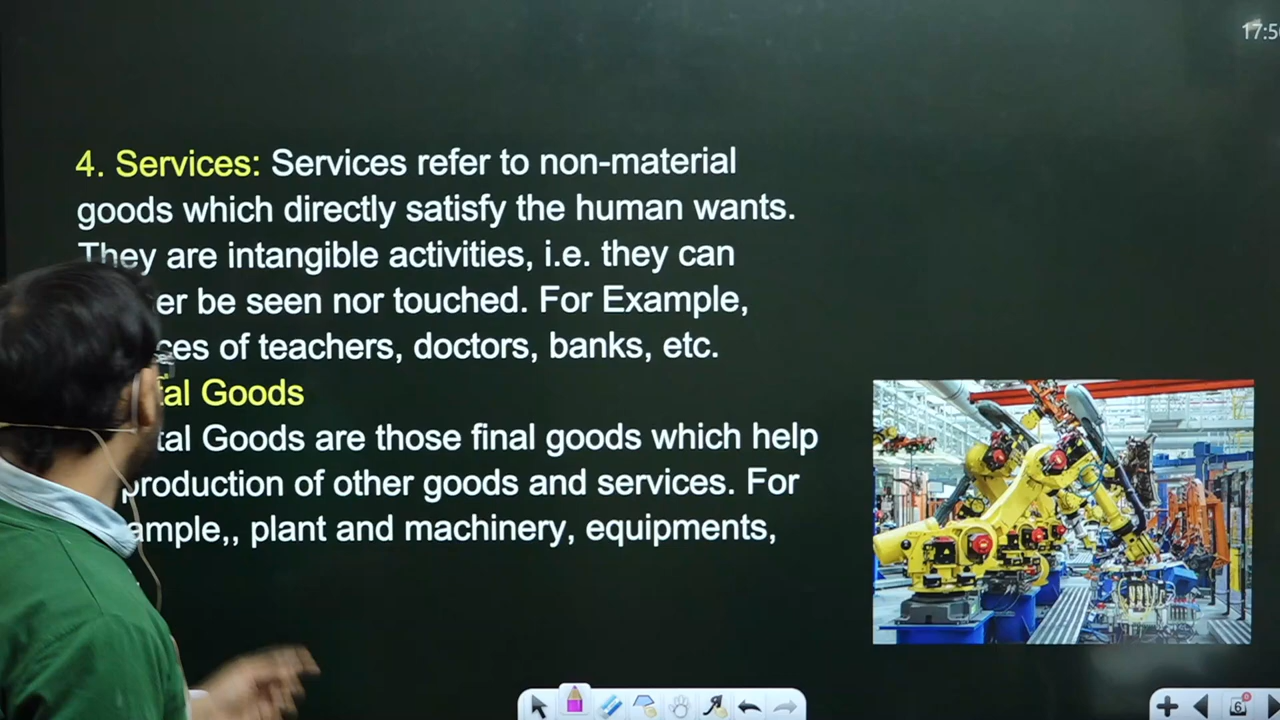 17:5
4. Services: Services refer to non-material
goods which directly satisfy the human wants.
They are intangible activities, i.e. they can
er be seen nor touched. For Example,
ces of teachers, doctors, banks, etc.
tal Goods
tal Goods are those final goods which help
production of other goods and services. For
ample,, plant and machinery, equipments,
6